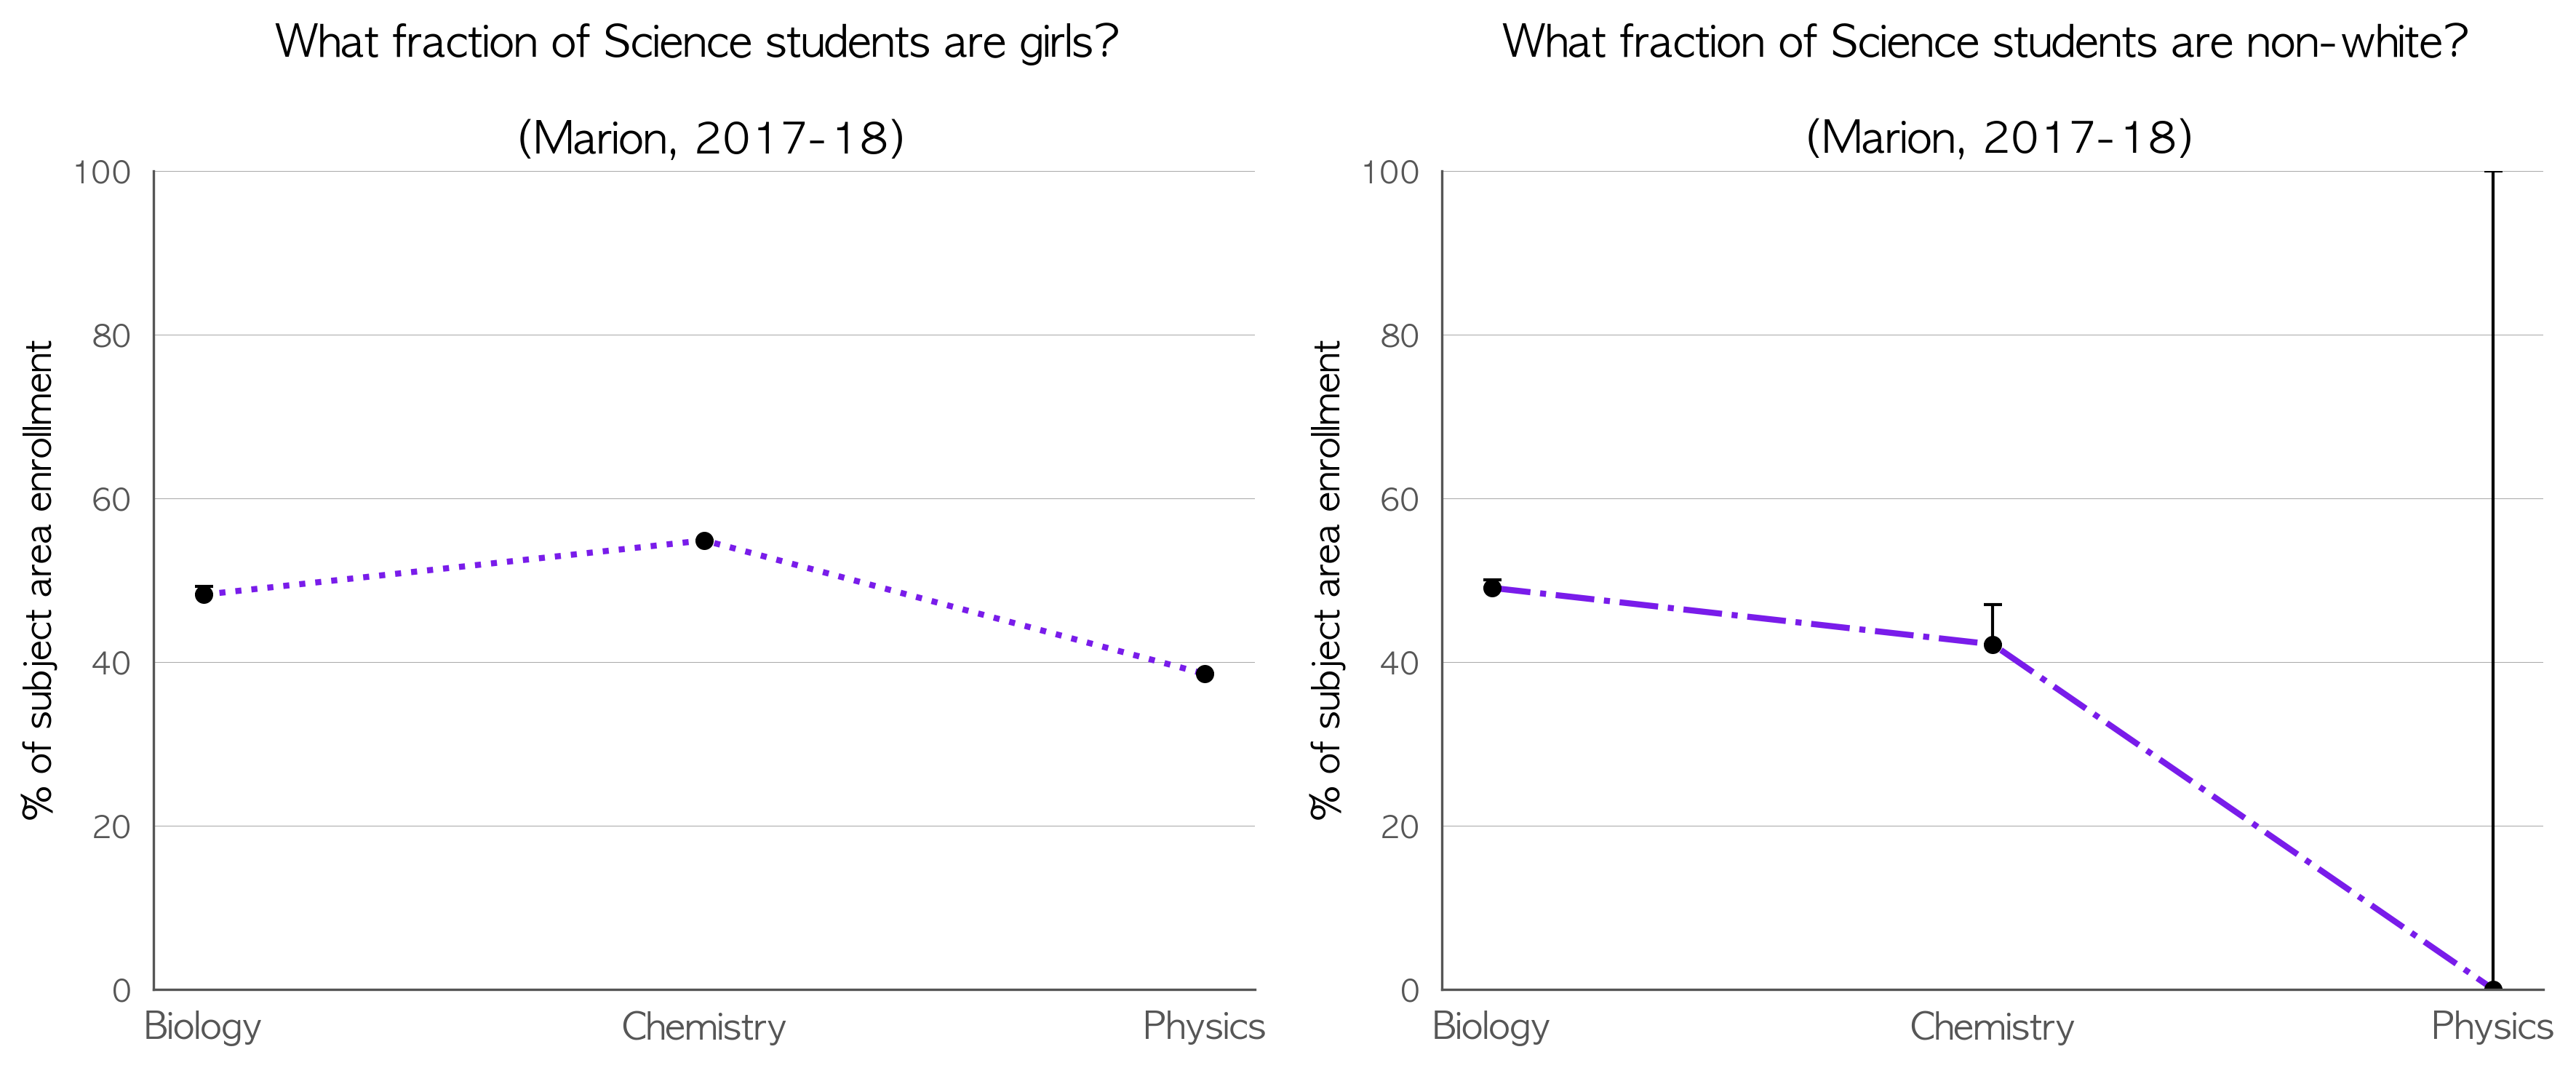 What fraction of Science students are girls?
(Marion, 2017-18)
% of subject area enrollment
100
80
60
40
20
0
Biology
Chemistry
Physics
What fraction of Science students are non-white?
(Marion, 2017-18)
% of subject area enrollment
100
80
60
40
20
0
Biology
Chemistry
Physics